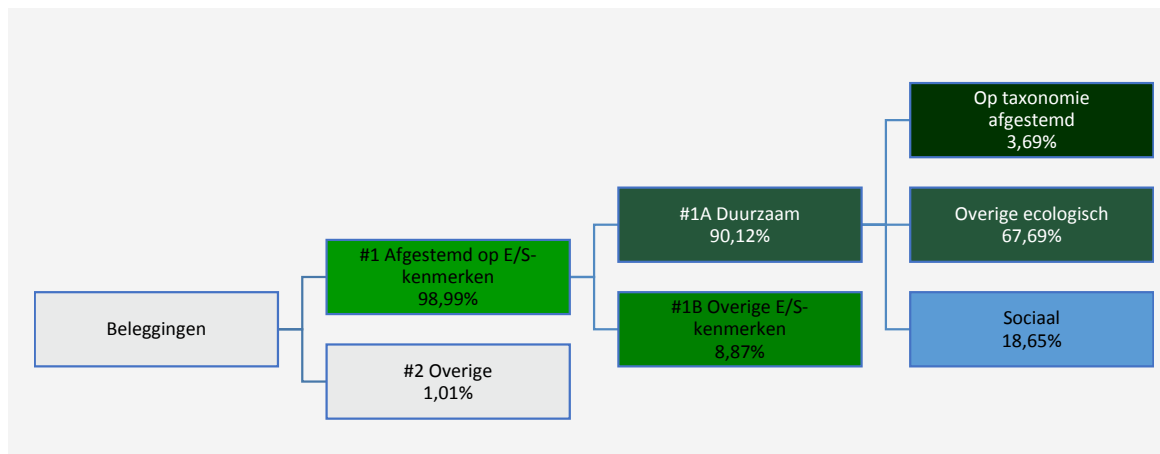 Beleggingen
#1 Afgestemd op E/S-
kenmerken
98,99%
#2 Overige
1,01%
#1A Duurzaam
90,12%
#1B Overige E/S-
kenmerken
8,87%
Op taxonomie
afgestemd
3,69%
Overige ecologisch
67,69%
Sociaal
18,65%